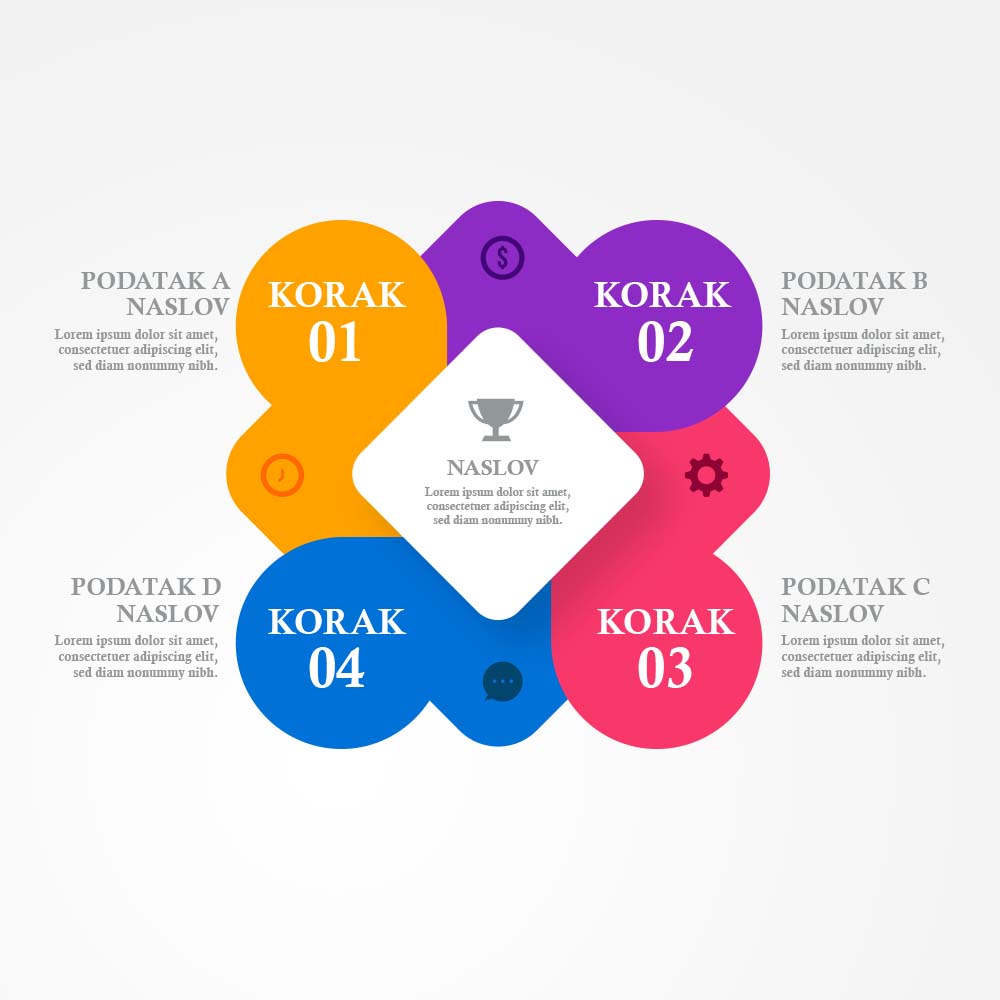 PODATAK A
NASLOV
Lorem ipsum dolor sit amet,
consectetuer adipiscing elit,
sed diam nonummy nibh.
KORAK
01
KORAK
02
PODATAK B
NASLOV
Lorem ipsum dolor sit amet,
consectetuer adipiscing elit,
sed diam nonummy nibh.
NASLOV
Lorem ipsum dolor sit amet,
consectetuer adipiscing elit,
sed diam nonummy nibh.
PODATAK D
NASLOV
Lorem ipsum dolor sit amet,
consectetuer adipiscing elit,
sed diam nonummy nibh.
KORAK
04
KORAK
03
PODATAK C
NASLOV
Lorem ipsum dolor sit amet,
consectetuer adipiscing elit,
sed diam nonummy nibh.